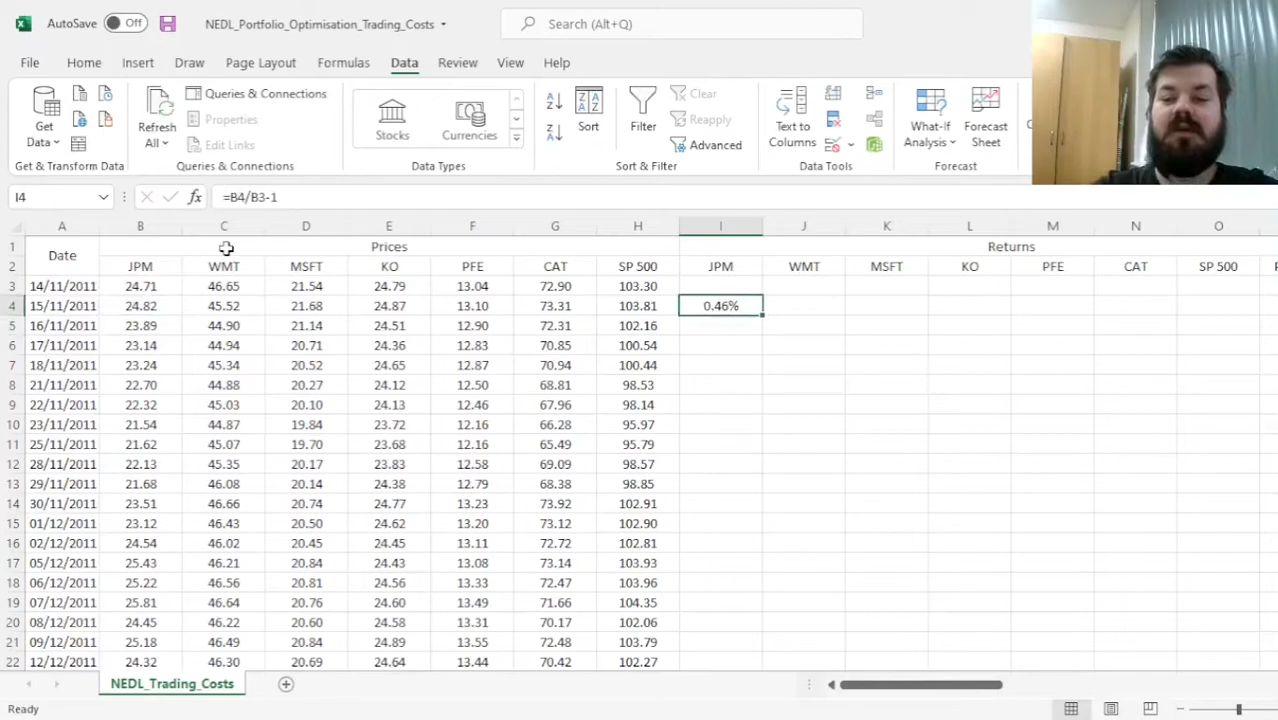 AutoSave Off NEDL_Portfolio_Optimisation_Trading_Costs Search (Alt+Q)
File Home Insert Draw Page Layout Formulas Data Review View Help
Get Data Refresh All Queries & Connections Properties Edit Links Stocks Currencies Sort Filter Clear Reapply Advanced Text to Columns What-If Analysis Forecast Sheet
Get & Transform Data Queries & Connections Data Types Sort & Filter Data Tools Forecast
I4 fx =B4/B3-1
A B C D E F G H I J K L M N O
1 Date Prices Returns
2 JPM WMT MSFT KO PFE CAT SP 500 JPM WMT MSFT KO PFE CAT SP 500
3 14/11/2011 24.71 46.65 21.54 24.79 13.04 72.90 103.30
4 15/11/2011 24.82 45.52 21.68 24.87 13.10 73.31 103.81 0.46%
5 16/11/2011 23.89 44.90 21.14 24.51 12.90 72.31 102.16
6 17/11/2011 23.14 44.94 20.71 24.36 12.83 70.85 100.54
7 18/11/2011 23.24 45.34 20.52 24.65 12.87 70.94 100.44
8 21/11/2011 22.70 44.88 20.27 24.12 12.50 68.81 98.53
9 22/11/2011 22.32 45.03 20.10 24.13 12.46 67.96 98.14
10 23/11/2011 21.54 44.87 19.84 23.72 12.16 66.28 95.97
11 25/11/2011 21.62 45.07 19.70 23.68 12.16 65.49 95.79
12 28/11/2011 22.13 45.35 20.17 23.83 12.58 69.09 98.57
13 29/11/2011 21.68 46.08 20.14 24.38 12.79 68.38 98.85
14 30/11/2011 23.51 46.66 20.74 24.77 13.23 73.92 102.91
15 01/12/2011 23.12 46.43 20.50 24.62 13.20 73.12 102.90
16 02/12/2011 24.54 46.02 20.45 24.45 13.11 72.72 102.81
17 05/12/2011 25.43 46.21 20.84 24.43 13.08 73.14 103.93
18 06/12/2011 25.22 46.56 20.81 24.56 13.33 72.47 103.96
19 07/12/2011 25.81 46.64 20.76 24.60 13.49 71.66 104.35
20 08/12/2011 24.45 46.22 20.60 24.58 13.31 70.17 102.06
21 09/12/2011 25.18 46.49 20.84 24.89 13.55 72.48 103.79
22 12/12/2011 24.32 46.30 20.69 24.64 13.44 70.42 102.27
NEDL_Trading_Costs
Ready